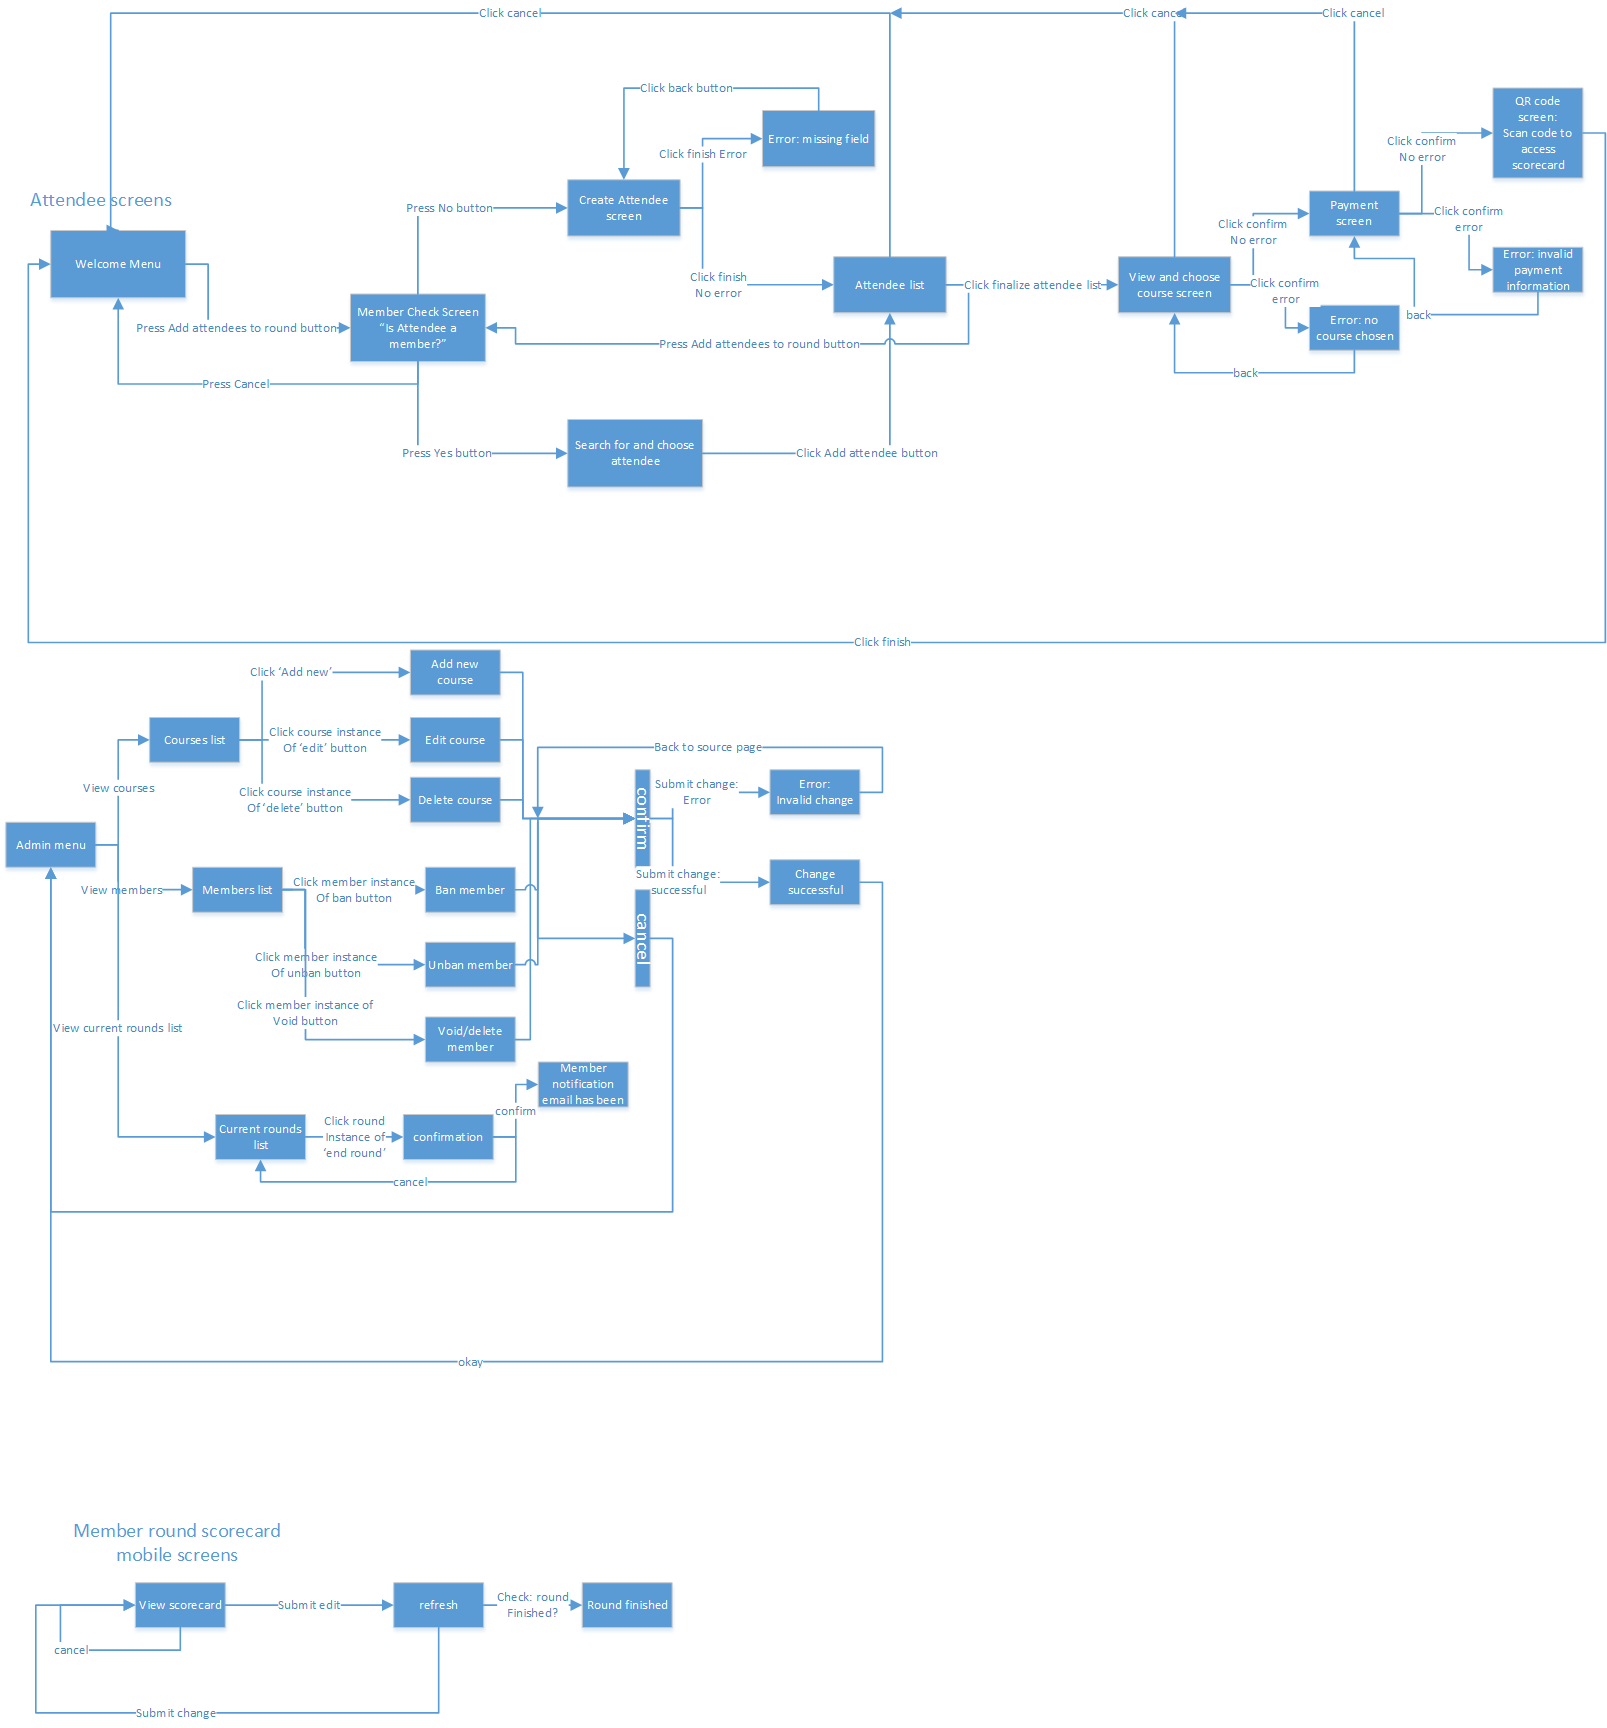 Click cancel
Click cancel
Click cancel
Click back button
Error: missing field
Click finish Error
QR code
screen:
Scan code to
access
scorecard
Click confirm
No error
Attendee screens
Create Attendee
screen
Press No button
Payment
screen
Click confirm
error
Click confirm
No error
Welcome Menu
Click finish
No error
Attendee list
Click finalize attendee list
View and choose
course screen
Click confirm
error
Error: invalid
payment
information
back
Member Check Screen
“Is Attendee a
member?”
Press Add attendees to round button
Press Add attendees to round button
Error: no
course chosen
back
Press Cancel
Press Yes button
Search for and choose
attendee
Click Add attendee button
Click finish
Click ‘Add new’
Add new
course
Courses list
Click course instance
Of ‘edit’ button
Edit course
Back to source page
View courses
Click course instance
Of ‘delete’ button
Delete course
confirm
Submit change:
Error
Error:
Invalid change
Admin menu
View members
Members list
Click member instance
Of ban button
Ban member
Submit change:
successful
Change
successful
cancel
Click member instance
Of unban button
Unban member
Click member instance of
Void button
Void/delete
member
View current rounds list
Member
notification
email has been
confirm
Current rounds
list
Click round
Instance of
‘end round’
confirmation
cancel
okay
Member round scorecard
mobile screens
View scorecard
Submit edit
refresh
Check: round
Finished?
Round finished
cancel
Submit change